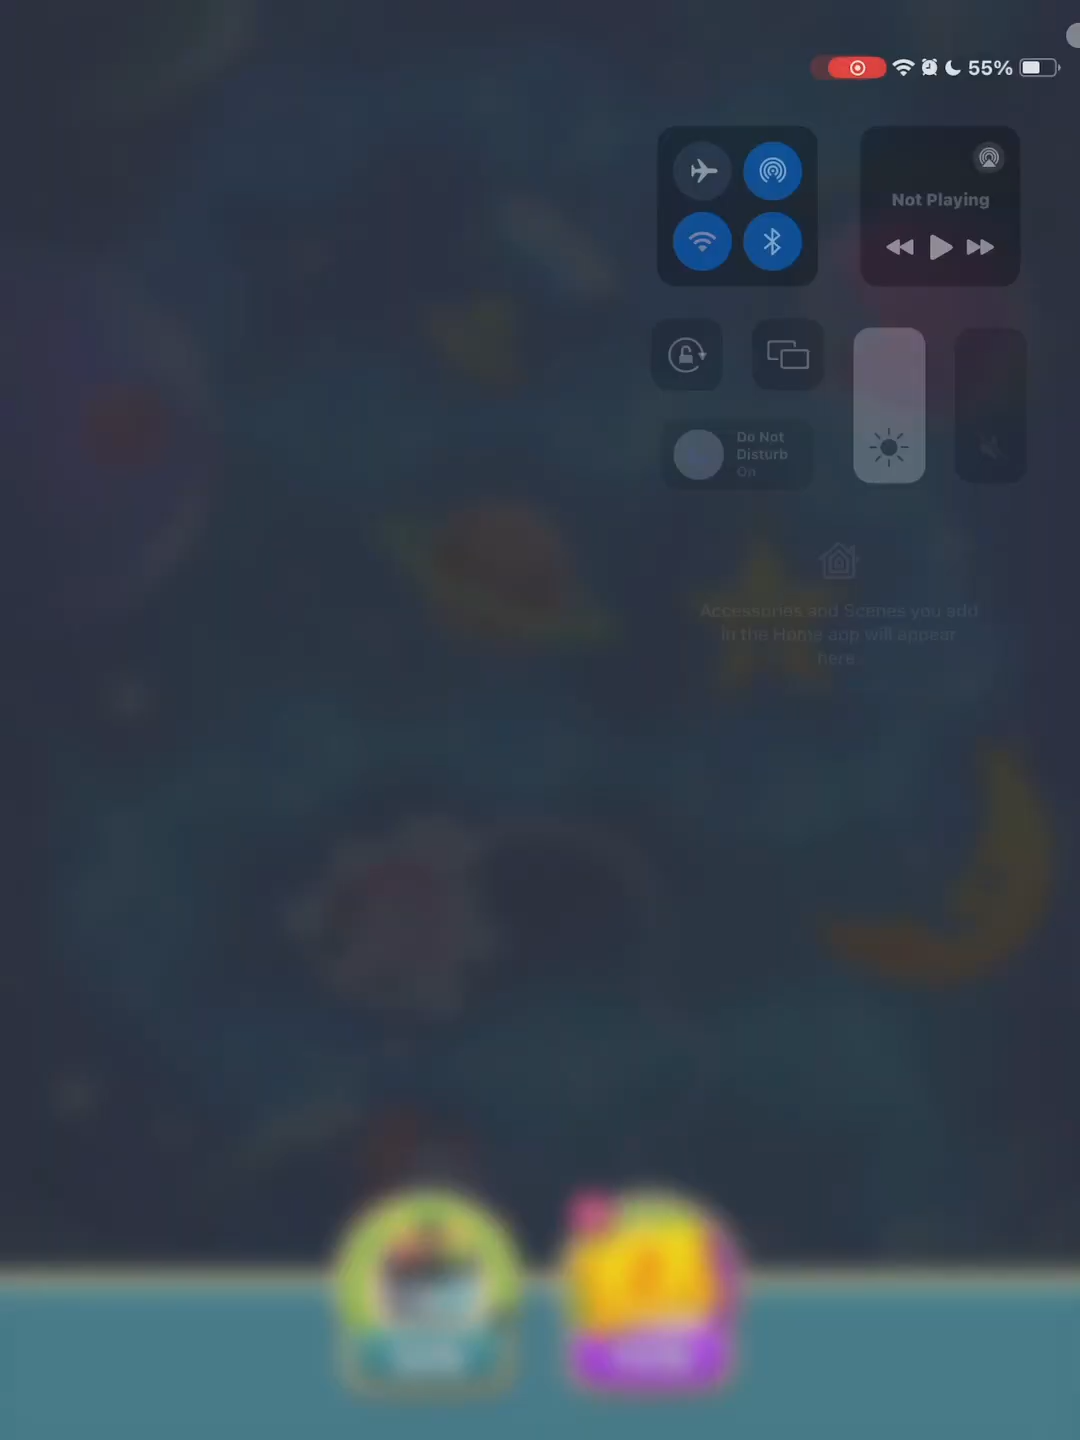 55%
Not Playing
Do Not
Disturb
On
Accessories and Scenes you add
in the Home app will appear
here.